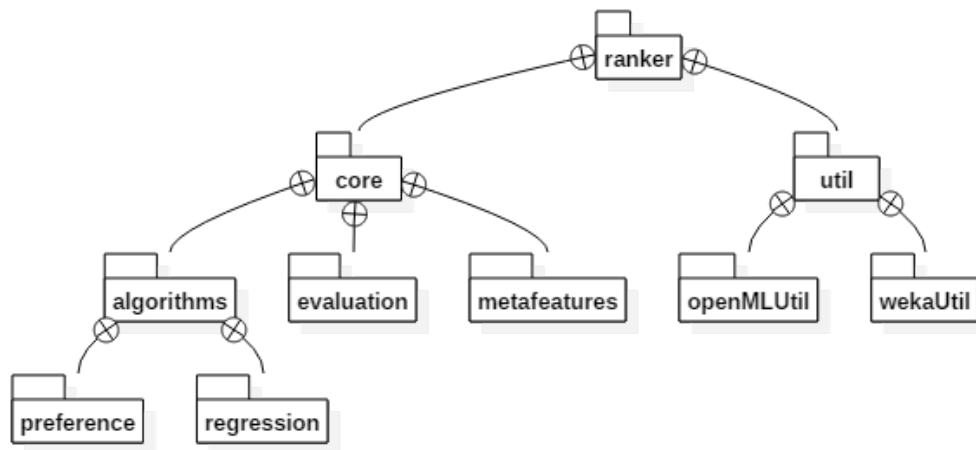 ranker
core
util
algorithms
evaluation
metafeatures
openMLUtil
wekaUtil
preference
regression